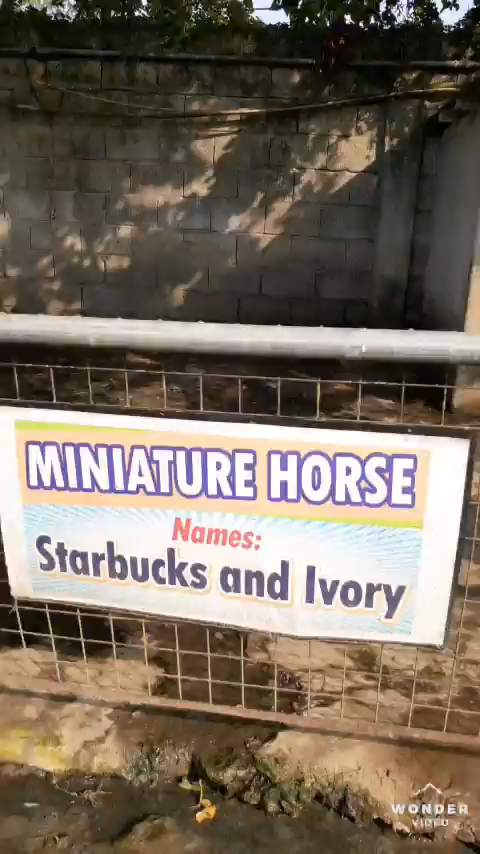 MINIATURE HORSE
Names:
Starbucks and Ivory
WONDER
VIDEO